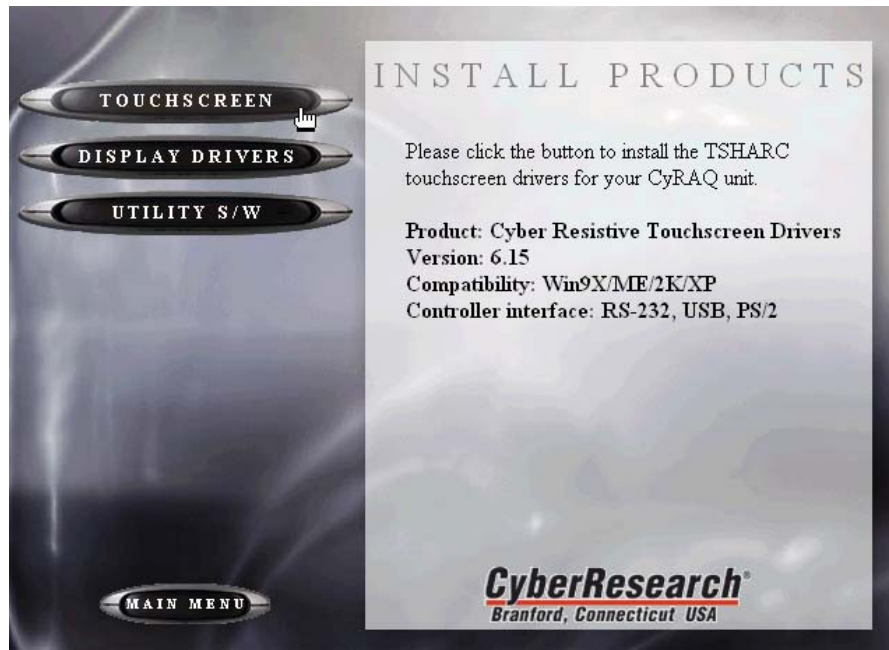 TOUCHSCREEN
DISPLAY DRIVERS
UTILITY S/W
MAIN MENU
INSTALL PRODUCTS
Please click the button to install the TSHARC
touchscreen drivers for your CyRAQ unit.
Product: Cyber Resistive Touchscreen Drivers
Version: 6.15
Compatibility: Win9X/ME/2K/XP
Controller interface: RS-232, USB, PS/2
CyberResearch®
Branford, Connecticut USA